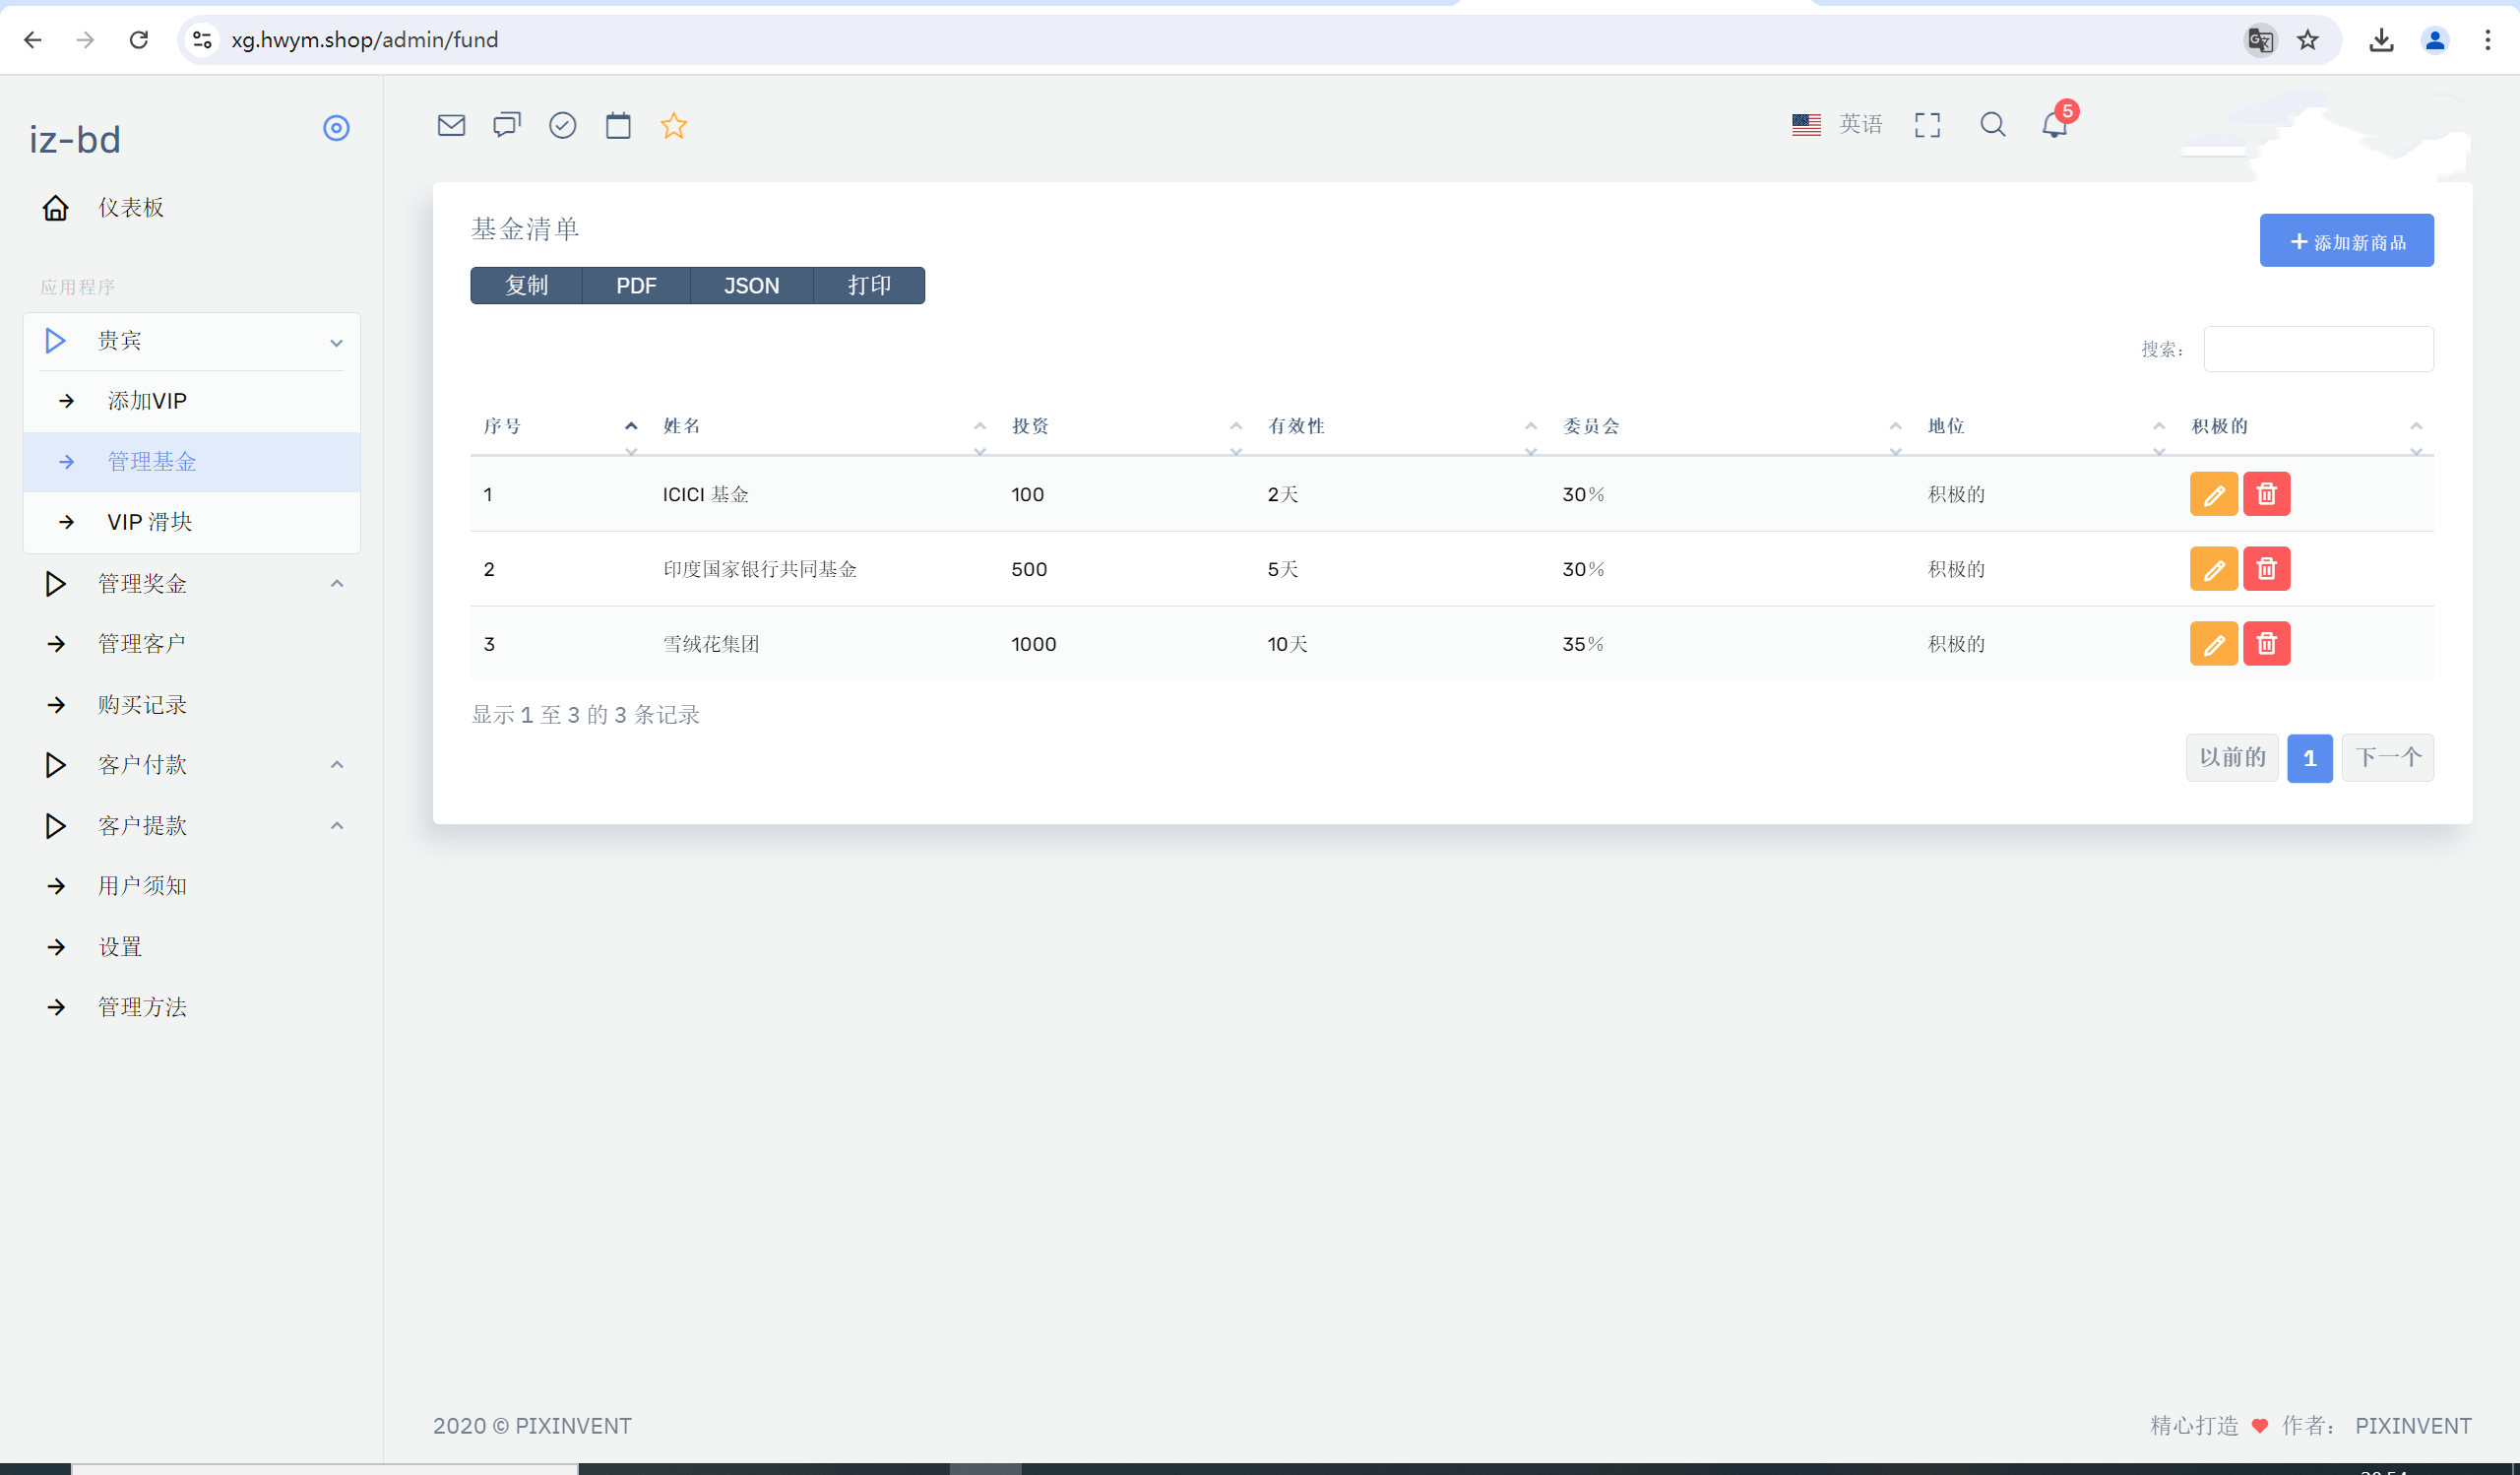 xg.hwym.shop/admin/fund
iz-bd
英语
5
仪表板
应用程序
贵宾
添加VIP
管理基金
VIP 滑块
管理奖金
管理客户
购买记录
客户付款
客户提款
用户须知
设置
管理方法
基金清单
添加新商品
复制 PDF JSON 打印
搜索：
序号 姓名 投资 有效性 委员会 地位 积极的
1 ICICI 基金 100 2天 30% 积极的
2 印度国家银行共同基金 500 5天 30% 积极的
3 雪绒花集团 1000 10天 35% 积极的
显示 1 至 3 的 3 条记录
以前的 1 下一个
2020 © PIXINVENT
精心打造 作者： PIXINVENT